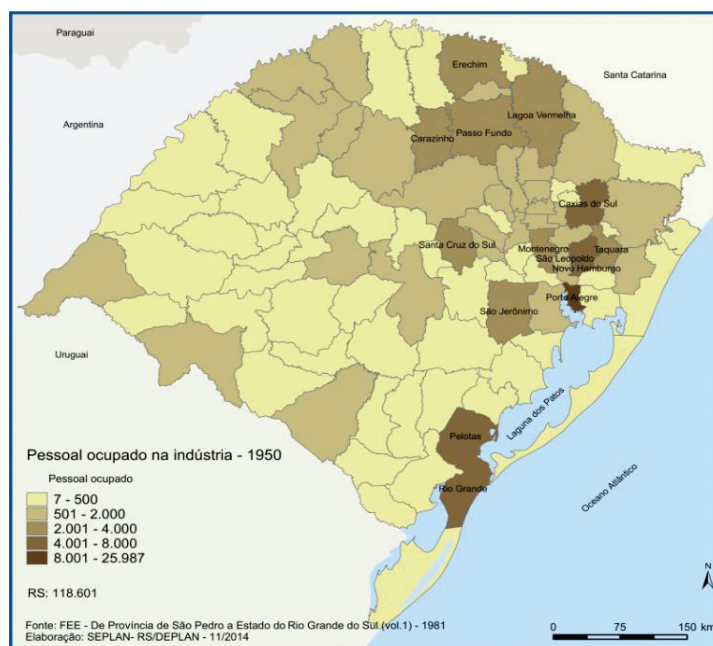 Paraguai
Santa Catarina
Argentina
Erechim
Lagoa Vermelha
Carazinho
Passo Fundo
Caxias do Sul
Santa Cruz do Sul
Montenegro
Taquara
São Leopoldo
Novo Hamburgo
Porto Alegre
São Jerônimo
Uruguai
Laguna dos Patos
Pelotas
Rio Grande
Oceano Atlântico
Pessoal ocupado na indústria - 1950
Pessoal ocupado
7 - 500
501 - 2.000
2.001 - 4.000
4.001 - 8.000
8.001 - 25.987
RS: 118.601
N
Fonte: FEE - De Província de São Pedro a Estado do Rio Grande do Sul (vol.1) - 1981
Elaboração: SEPLAN- RS/DEPLAN - 11/2014
0 75 150 km